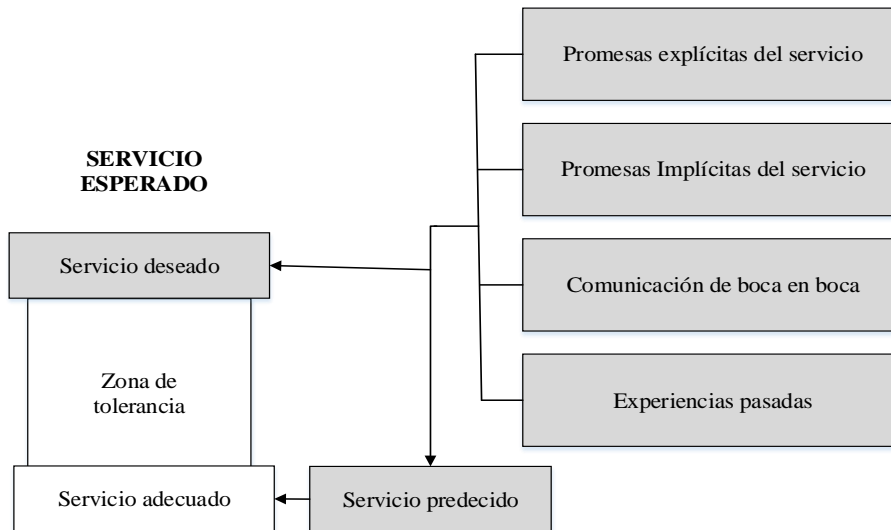 Promesas explícitas del servicio
SERVICIO
ESPERADO
Promesas Implícitas del servicio
Servicio deseado
Comunicación de boca en boca
Zona de
tolerancia
Experiencias pasadas
Servicio adecuado
Servicio predecido